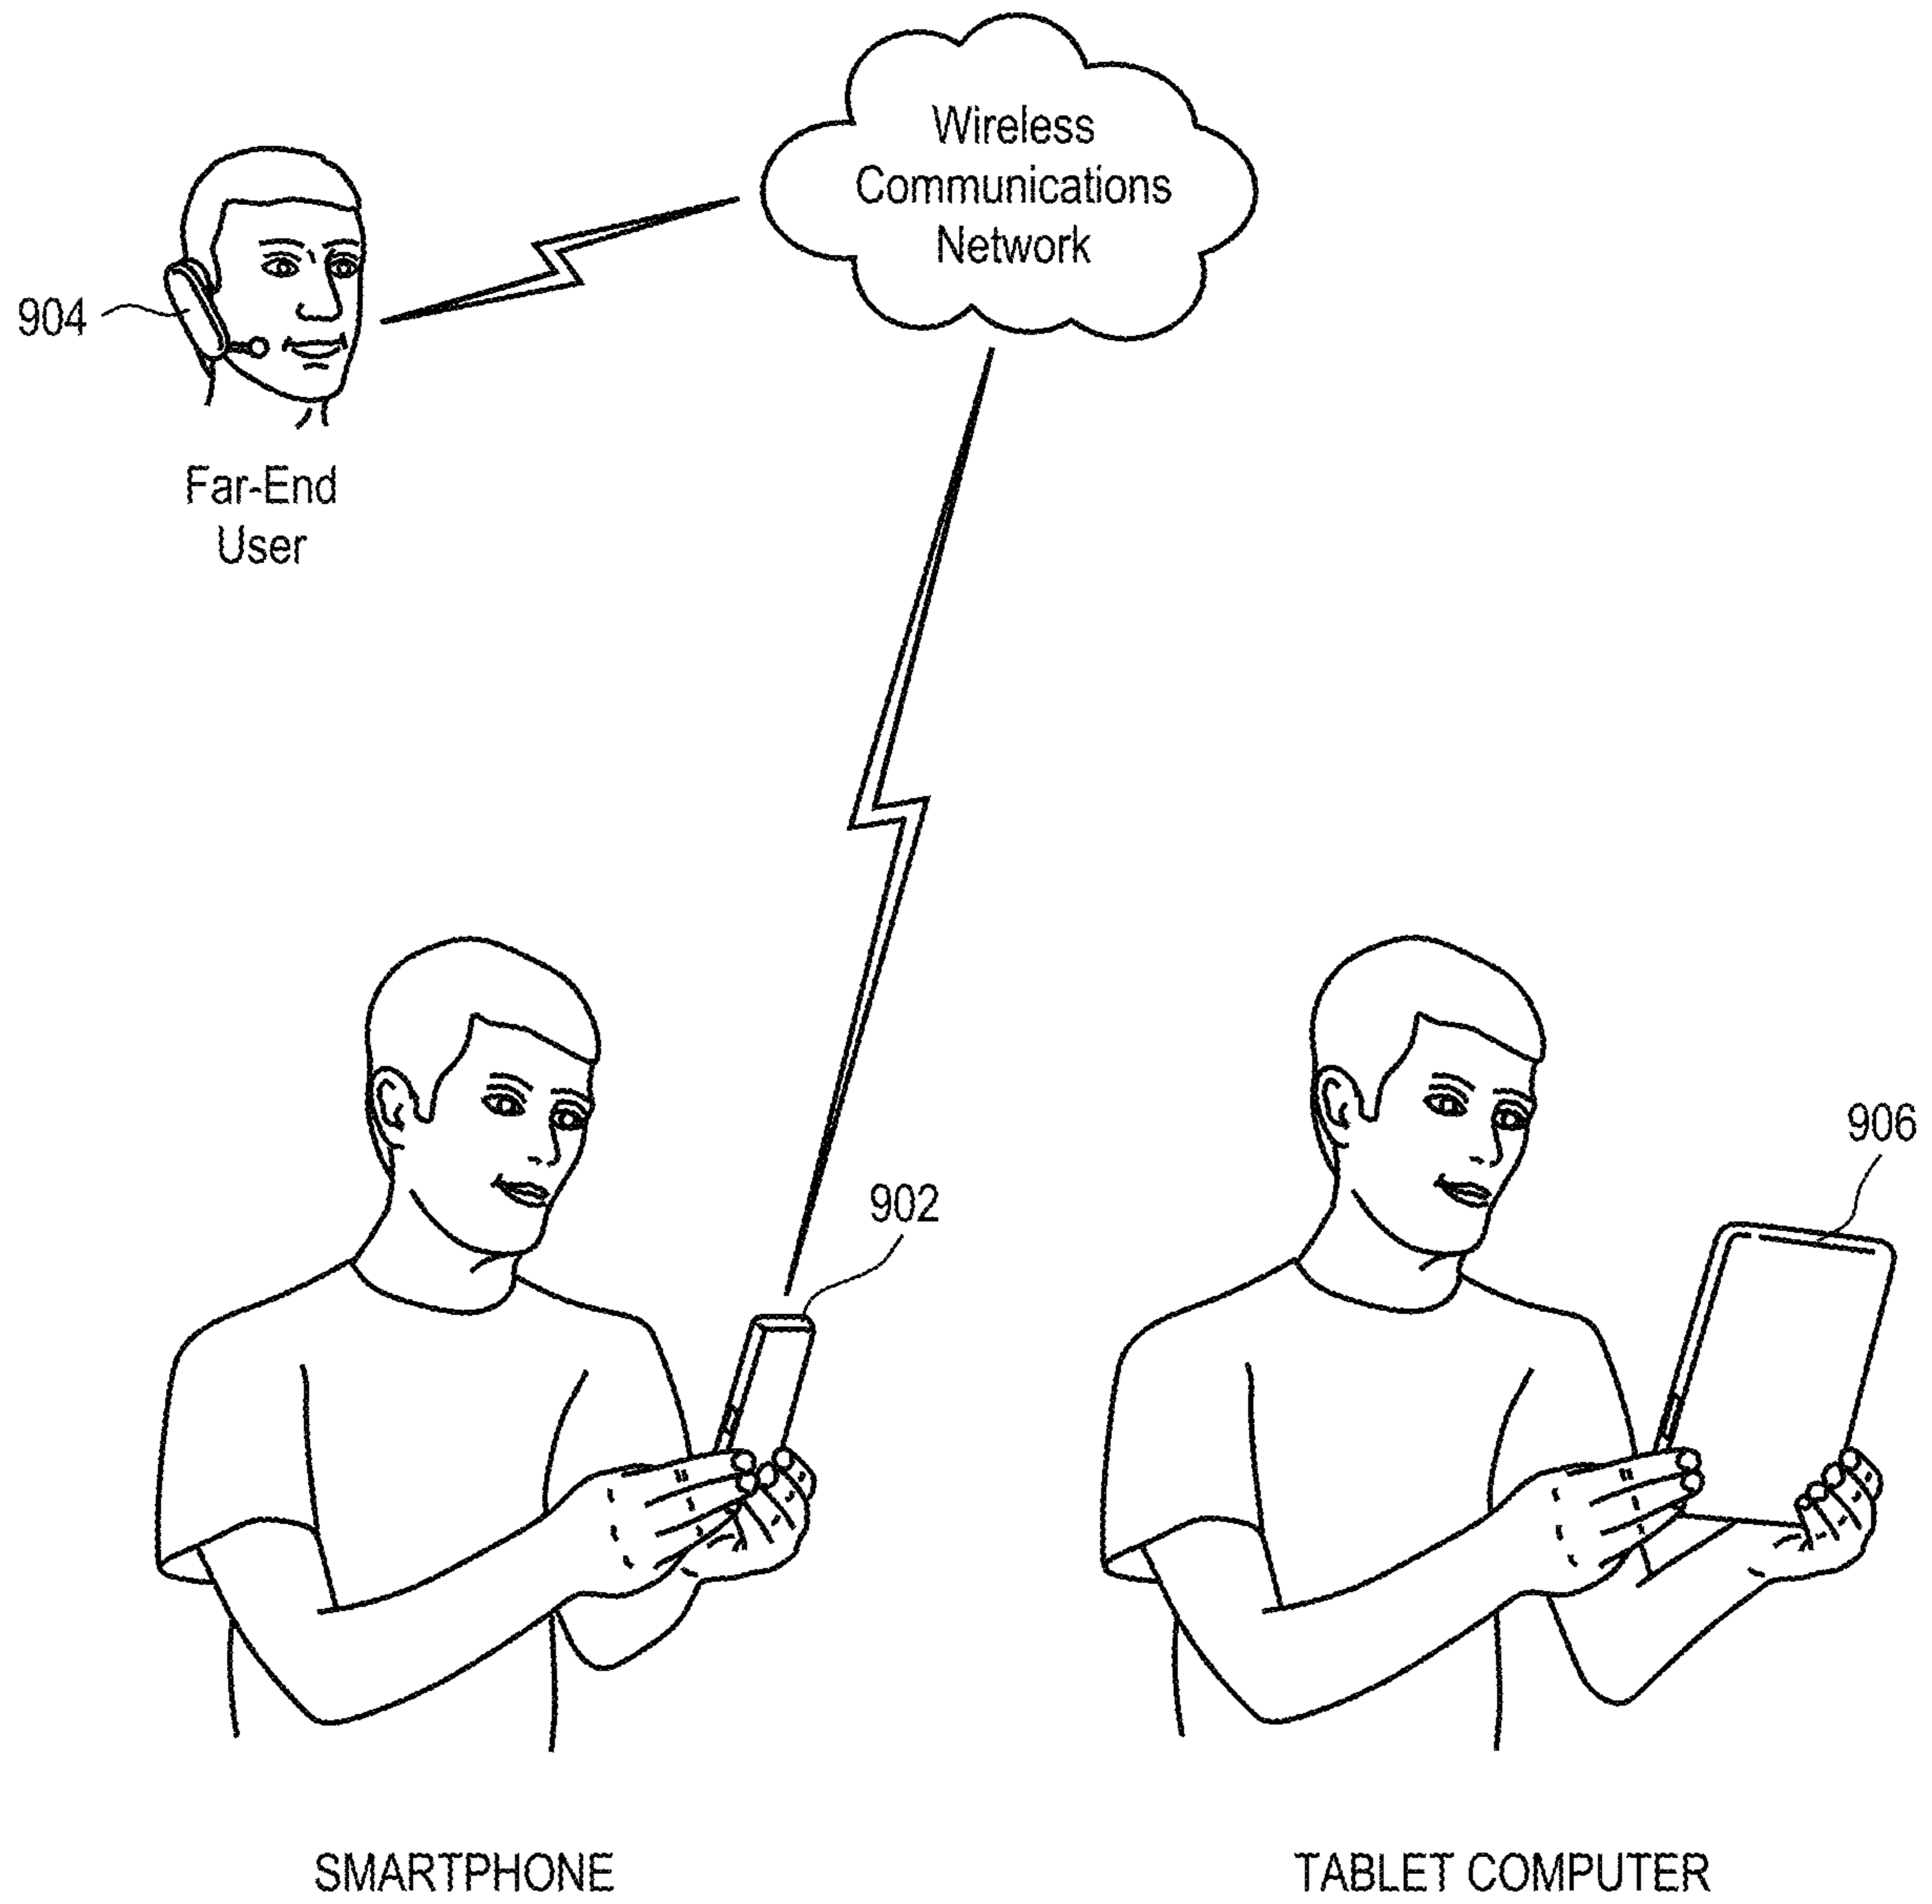 Wireless
Communications
Network
904
Far-End
User
906
902
SMARTPHONE
TABLET COMPUTER